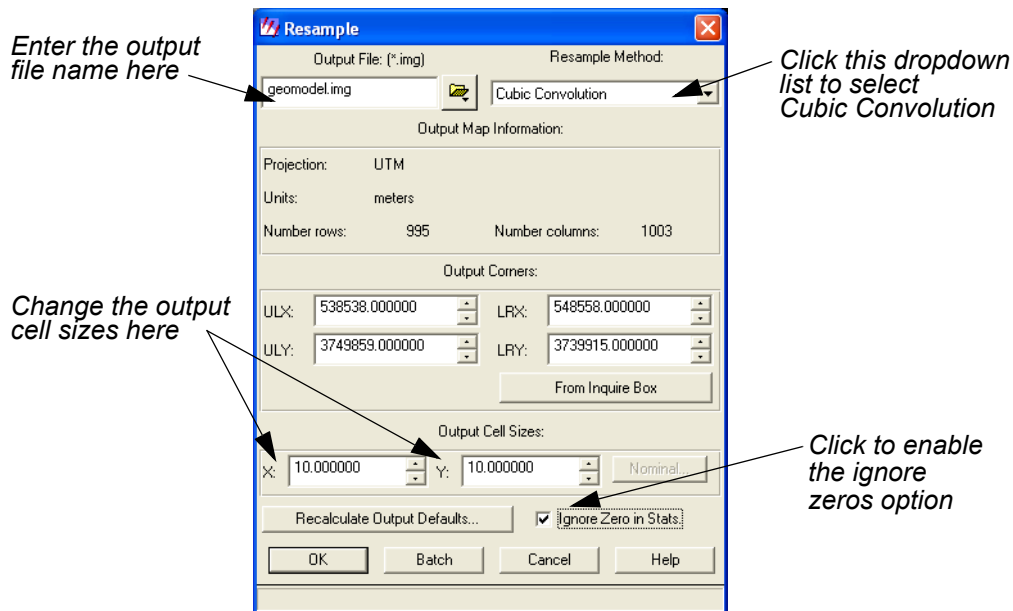 Resample
Enter the output
file name here
Output File: (*.img)
Resample Method:
geomodel.img
Cubic Convolution
Click this dropdown
list to select
Cubic Convolution
Output Map Information:
Projection: UTM
Units: meters
Number rows: 995 Number columns: 1003
Output Corners:
Change the output
cell sizes here
ULX: 538538.000000 LRX: 548558.000000
ULY: 3749859.000000 LRY: 3739915.000000
From Inquire Box
Output Cell Sizes:
X: 10.000000 Y: 10.000000 Nominal...
Click to enable
the ignore
zeros option
Recalculate Output Defaults... Ignore Zero in Stats.
OK Batch Cancel Help